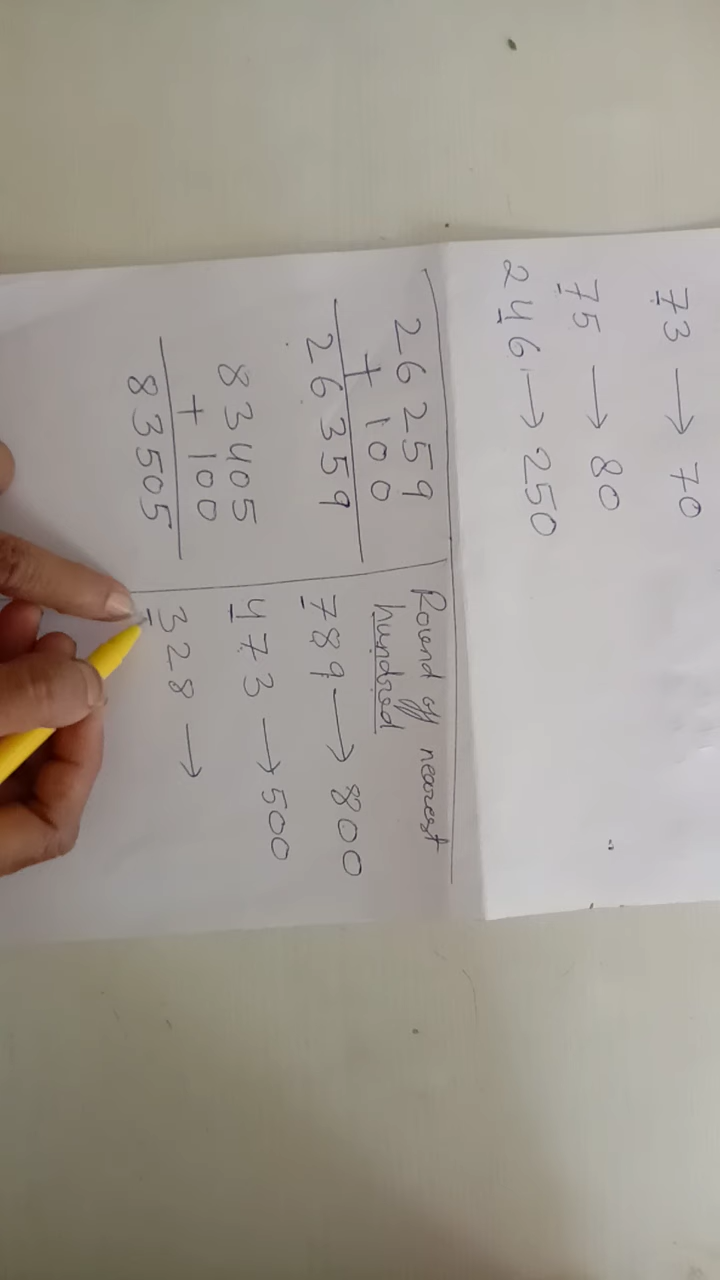 73 → 70
75 → 80
246 → 250
26259
+ 100
26359
83405
+ 100
83505
Round off nearest
hundred
789 → 800
473 → 500
328 →